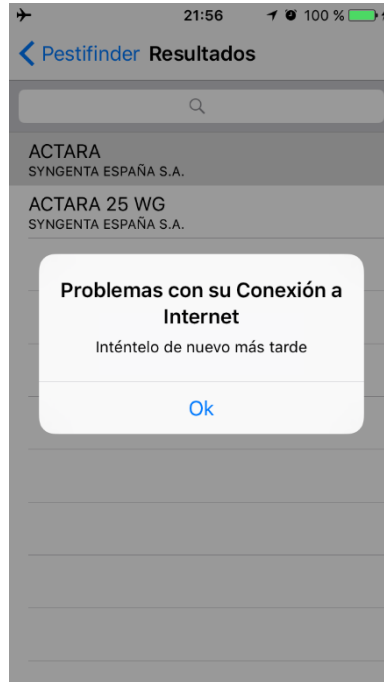 21:56
100 %
Pestifinder Resultados
ACTARA
SYNGENTA ESPAÑA S.A.
ACTARA 25 WG
SYNGENTA ESPAÑA S.A.
Problemas con su Conexión a
Internet
Inténtelo de nuevo más tarde
Ok